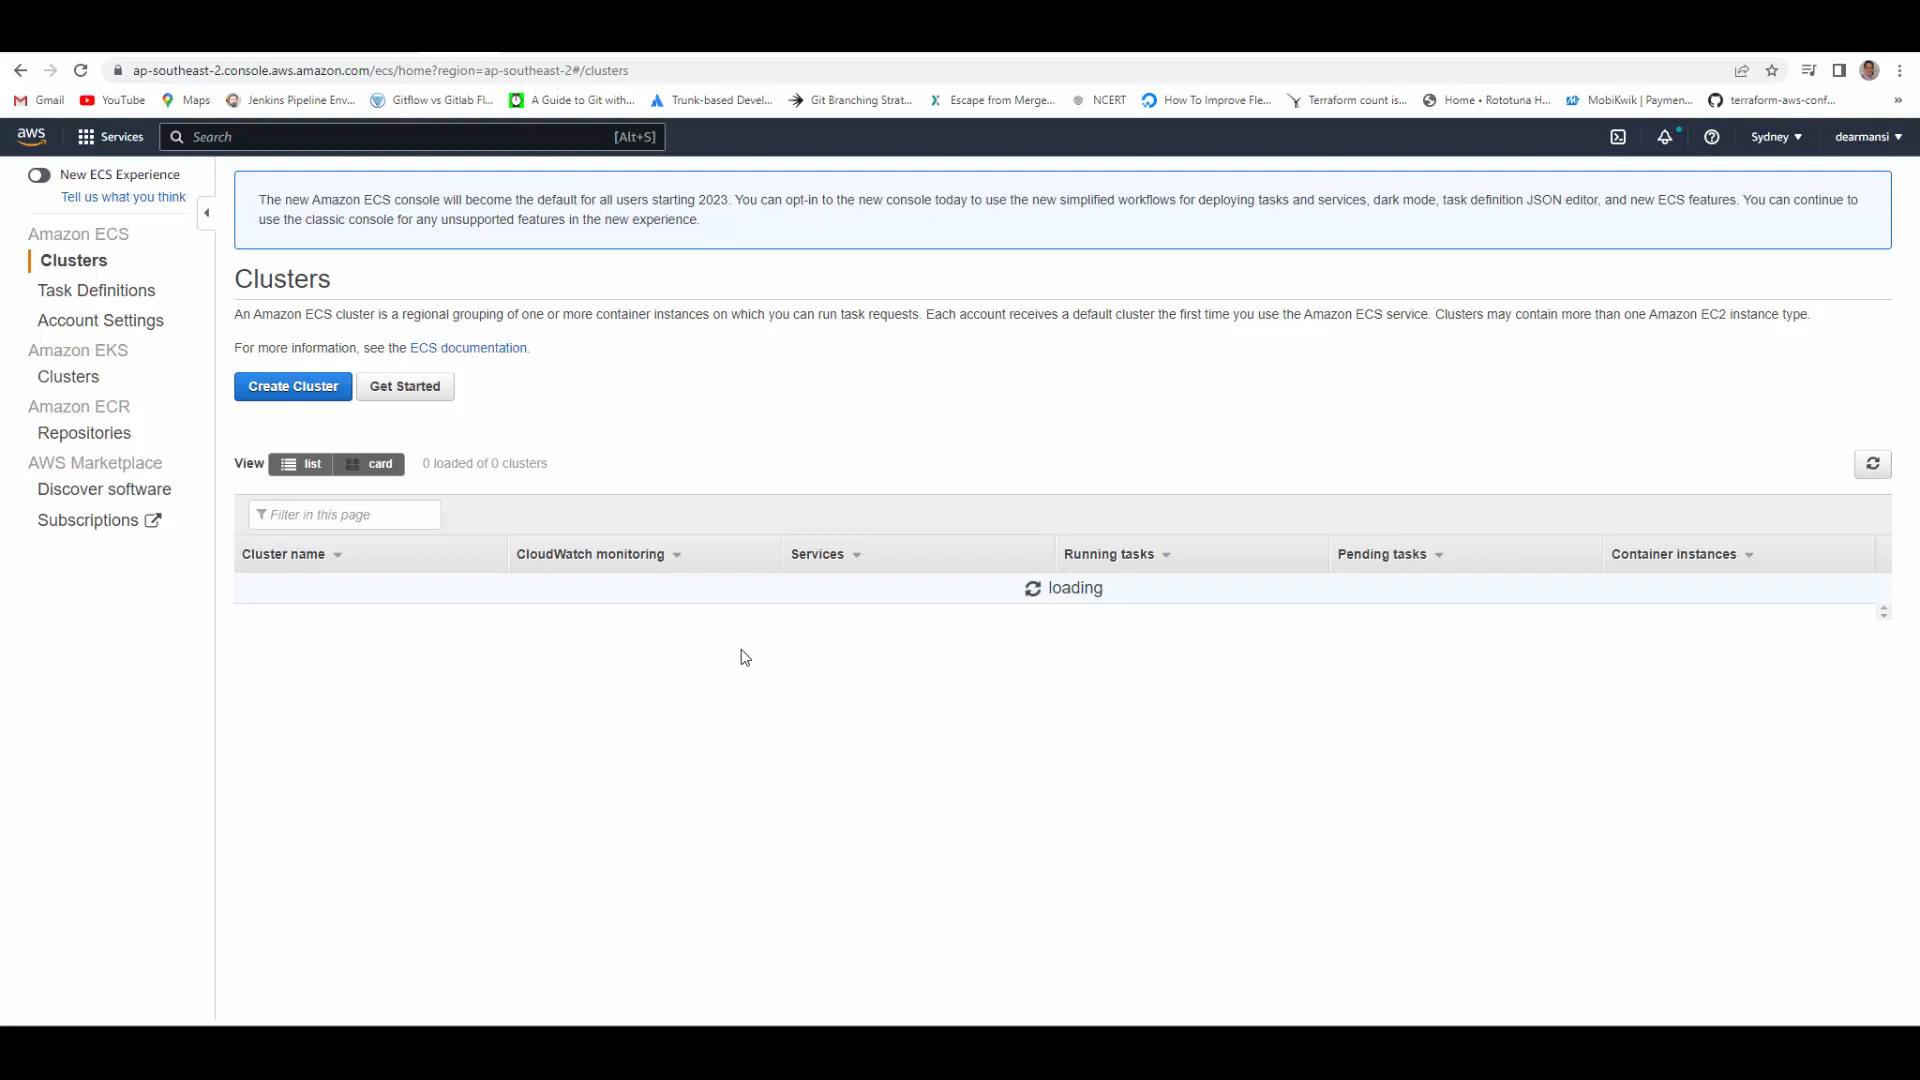 ap-southeast-2.console.aws.amazon.com/ecs/home?region=ap-southeast-2#/clusters
Gmail YouTube Maps Jenkins Pipeline Env... Gitflow vs Gitlab Fl... A Guide to Git with... Trunk-based Devel... Git Branching Strat... Escape from Merge... NCERT How To Improve Fle... Terraform count is... Home • Rototuna H... MobiKwik | Paymen... terraform-aws-conf... »
aws Services Search [Alt+S] Sydney dearmansi
New ECS Experience
Tell us what you think
Amazon ECS
Clusters
Task Definitions
Account Settings
Amazon EKS
Clusters
Amazon ECR
Repositories
AWS Marketplace
Discover software
Subscriptions
The new Amazon ECS console will become the default for all users starting 2023. You can opt-in to the new console today to use the new simplified workflows for deploying tasks and services, dark mode, task definition JSON editor, and new ECS features. You can continue to
use the classic console for any unsupported features in the new experience.
Clusters
An Amazon ECS cluster is a regional grouping of one or more container instances on which you can run task requests. Each account receives a default cluster the first time you use the Amazon ECS service. Clusters may contain more than one Amazon EC2 instance type.
For more information, see the ECS documentation.
Create Cluster Get Started
View list card 0 loaded of 0 clusters
Filter in this page
Cluster name CloudWatch monitoring Services Running tasks Pending tasks Container instances
loading